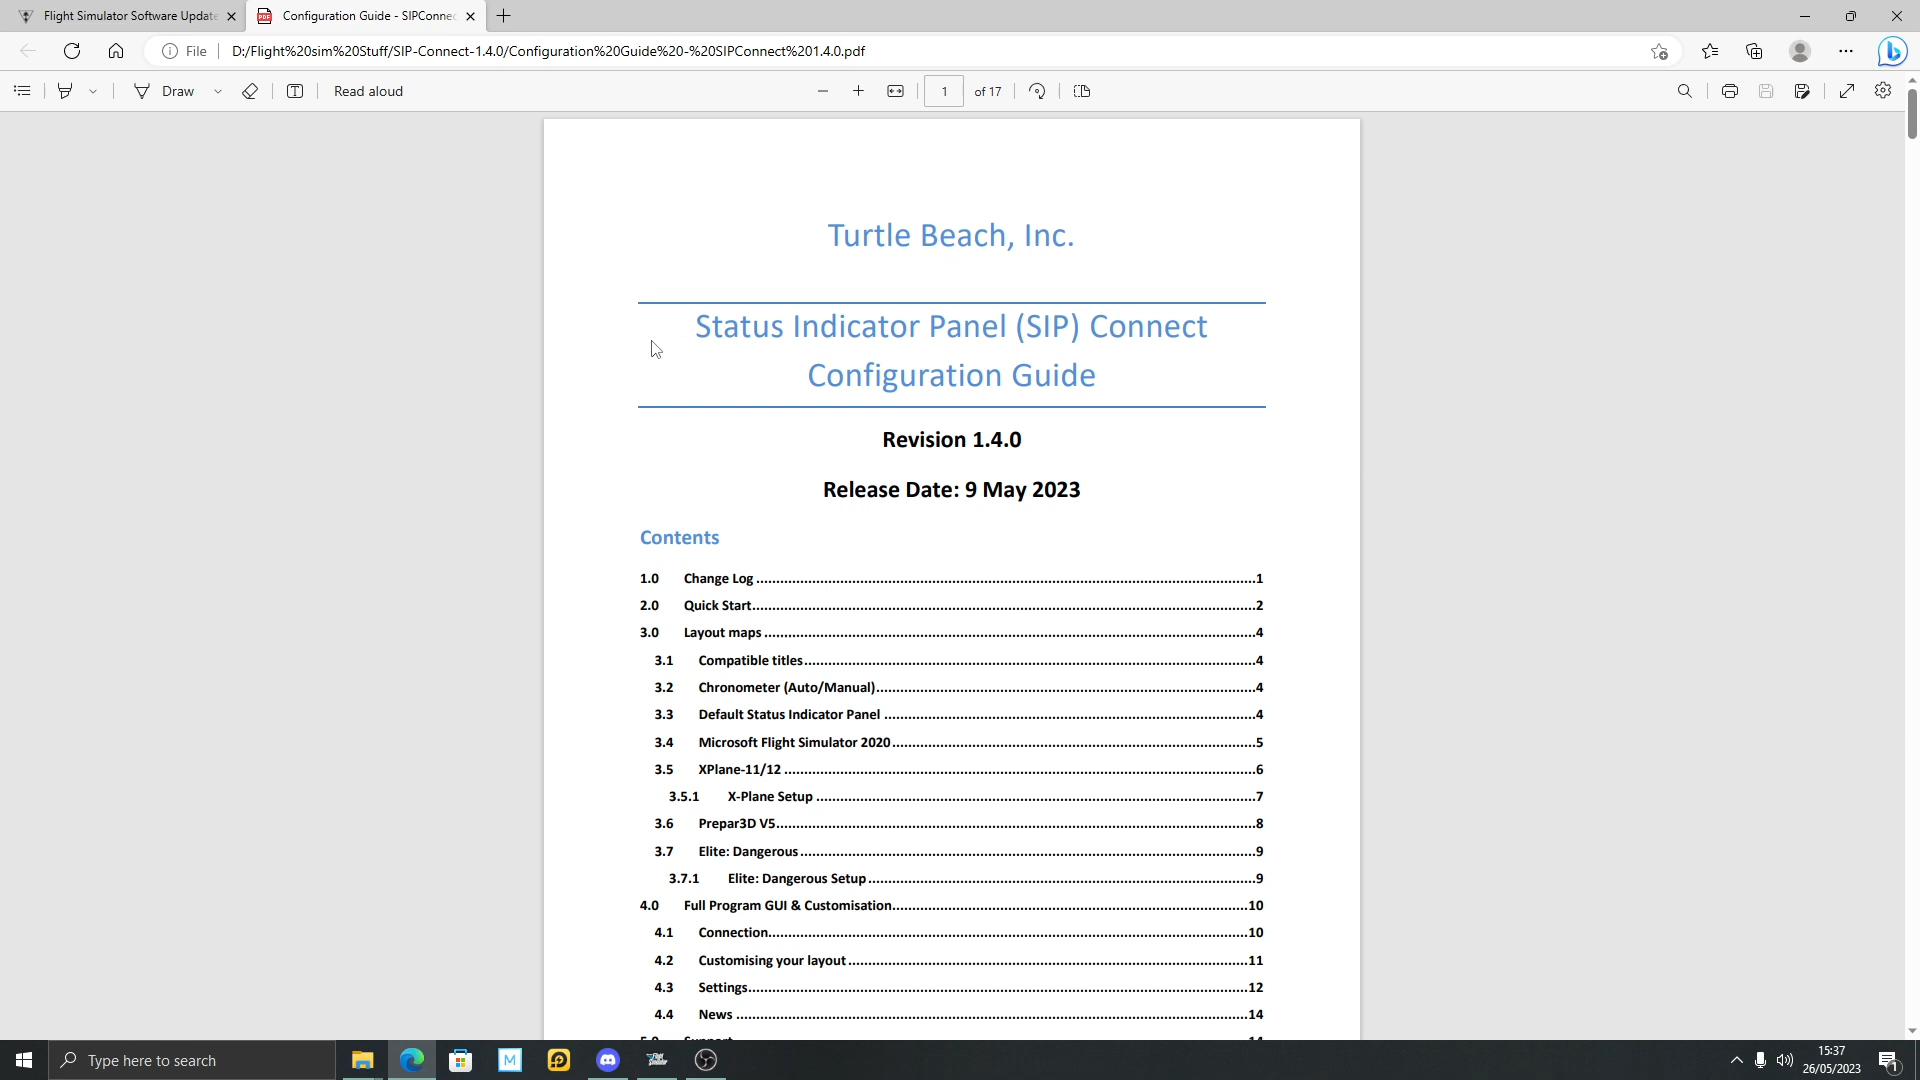 Flight Simulator Software Update
Configuration Guide - SIPConnec
File
D:/Flight%20sim%20Stuff/SIP-Connect-1.4.0/Configuration%20Guide%20-%20SIPConnect%201.4.0.pdf
Draw
Read aloud
1
of 17
Turtle Beach, Inc.
Status Indicator Panel (SIP) Connect
Configuration Guide
Revision 1.4.0
Release Date: 9 May 2023
Contents
1.0 Change Log ........ 1
2.0 Quick Start ........ 2
3.0 Layout maps ........ 4
3.1 Compatible titles ........ 4
3.2 Chronometer (Auto/Manual) ........ 4
3.3 Default Status Indicator Panel ........ 4
3.4 Microsoft Flight Simulator 2020 ........ 5
3.5 XPlane-11/12 ........ 6
3.5.1 X-Plane Setup ........ 7
3.6 Prepar3D V5 ........ 8
3.7 Elite: Dangerous ........ 9
3.7.1 Elite: Dangerous Setup ........ 9
4.0 Full Program GUI & Customisation ........ 10
4.1 Connection ........ 10
4.2 Customising your layout ........ 11
4.3 Settings ........ 12
4.4 News ........ 14
Type here to search
15:37
26/05/2023
1